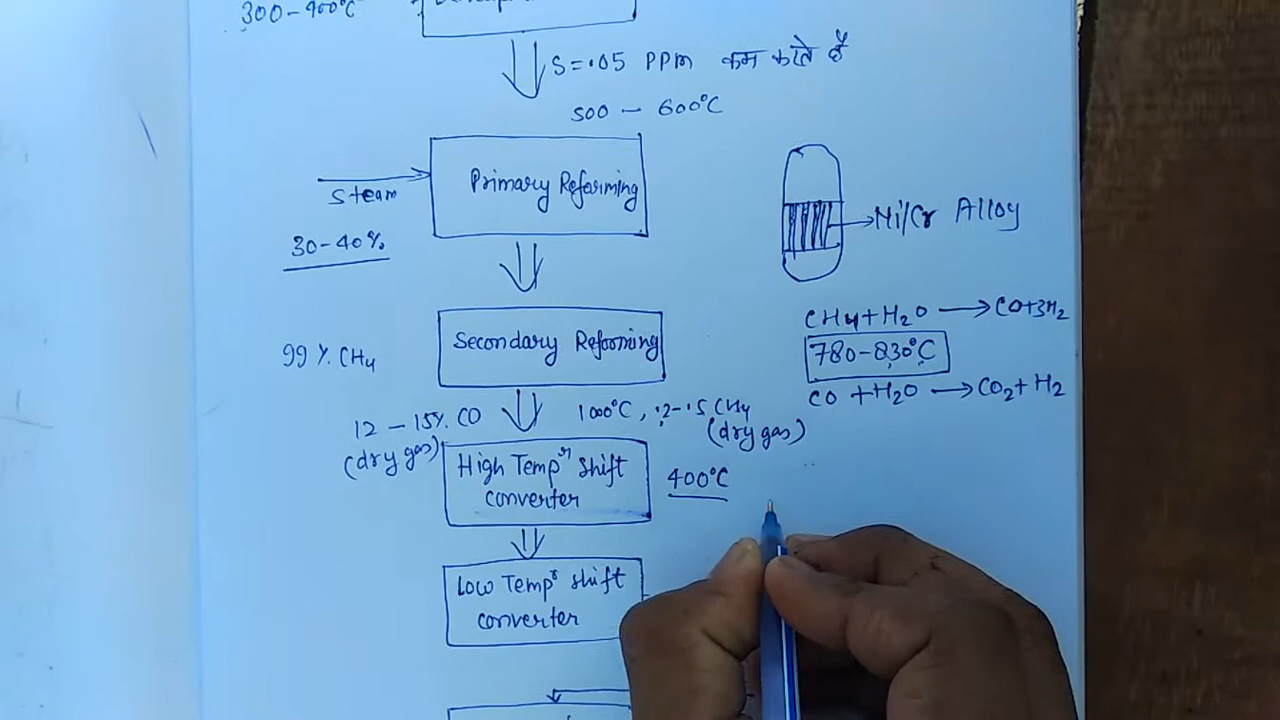 300-400°C
S=.05 PPM कम करते है
500 - 600°C
Steam
Primary Reforming
30-40%
Ni/Cr Alloy
CH4+H2O → CO+3H2
Secondary Reforming
780-830°C
99% CH4
CO+H2O → CO2+H2
12-15% CO
(dry gas)
1000°C, .2-.5 CH4
(dry gas)
High Temp^r Shift
converter
400°C
Low Temp^r shift
converter